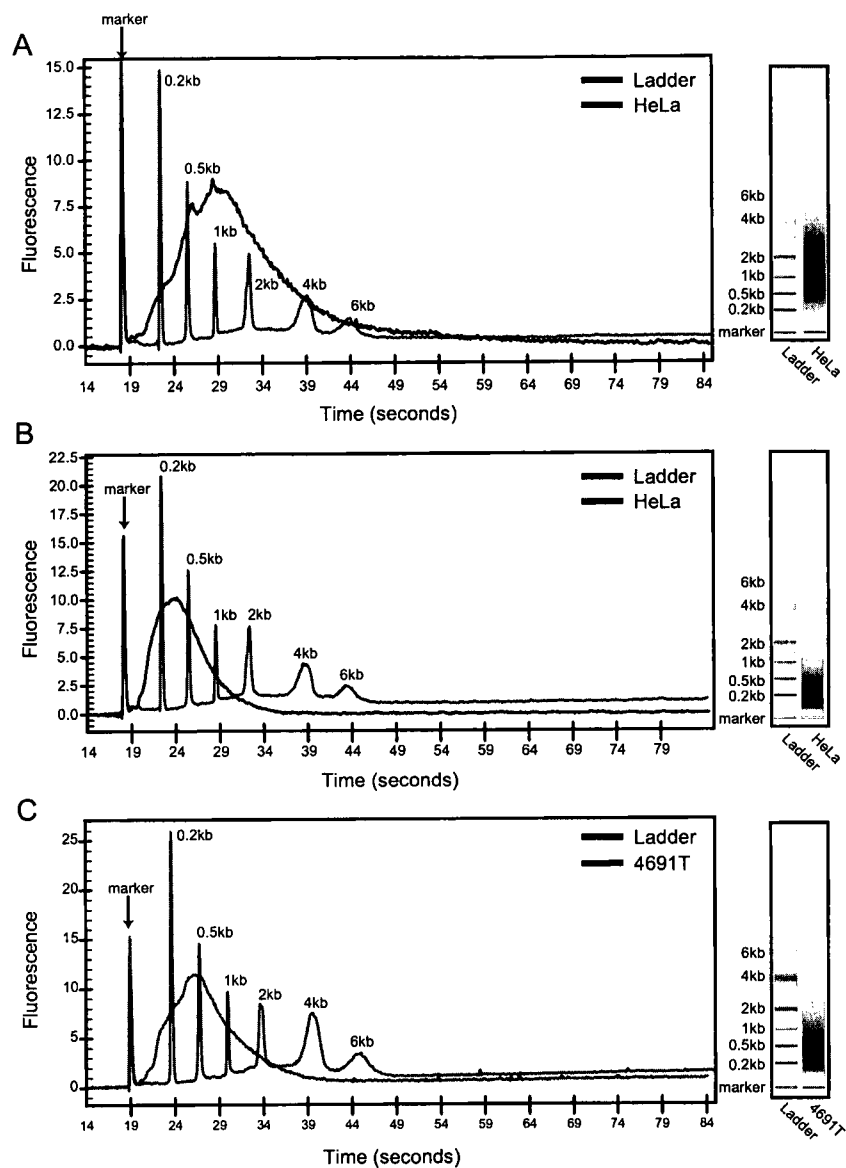 marker
A
15.0
12.5
10.0
7.5
5.0
2.5
0.0
Fluorescence
0.2kb
0.5kb
1kb
2kb
4kb
6kb
Ladder
HeLa
14 19 24 29 34 39 44 49 54 59 64 69 74 79 84
Time (seconds)
6kb
4kb
2kb
1kb
0.5kb
0.2kb
marker
Ladder
HeLa
B
22.5
20.0
17.5
15.0
12.5
10.0
7.5
5.0
2.5
0.0
Fluorescence
marker
0.2kb
0.5kb
1kb
2kb
4kb
6kb
Ladder
HeLa
14 19 24 29 34 39 44 49 54 59 64 69 74 79
Time (seconds)
6kb
4kb
2kb
1kb
0.5kb
0.2kb
marker
Ladder
HeLa
C
25
20
15
10
5
0
Fluorescence
marker
0.2kb
0.5kb
1kb
2kb
4kb
6kb
Ladder
4691T
14 19 24 29 34 39 44 49 54 59 64 69 74 79 84
Time (seconds)
6kb
4kb
2kb
1kb
0.5kb
0.2kb
marker
Ladder
4691T